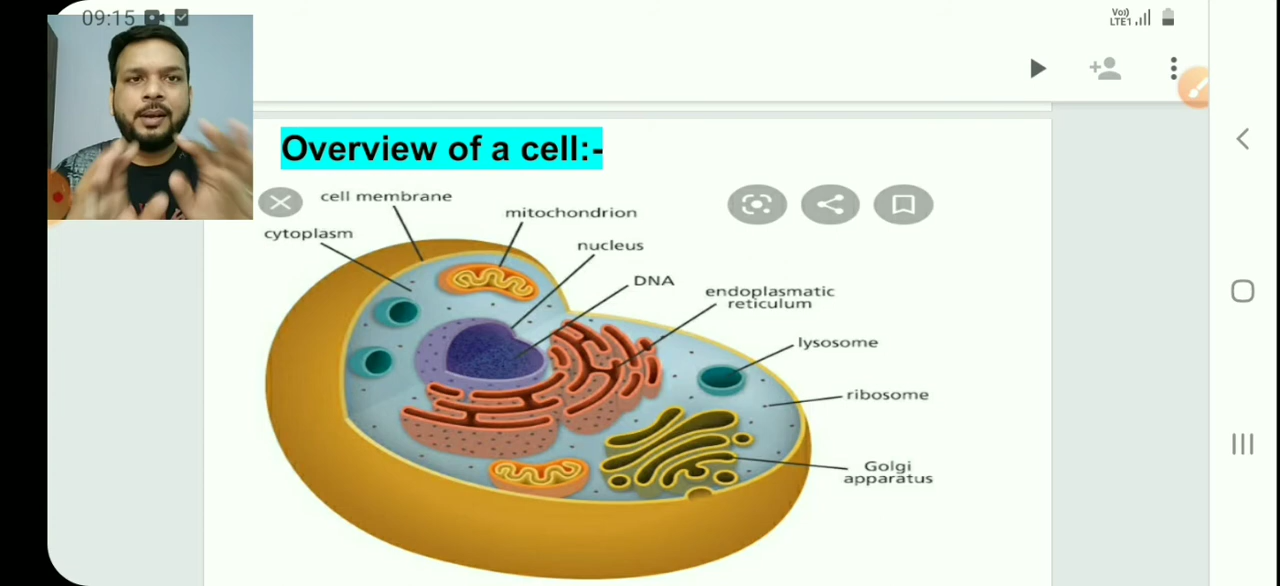 09:15
Vo))
LTE1
Overview of a cell:-
cell membrane
mitochondrion
cytoplasm
nucleus
DNA
endoplasmatic
reticulum
lysosome
ribosome
Golgi
apparatus